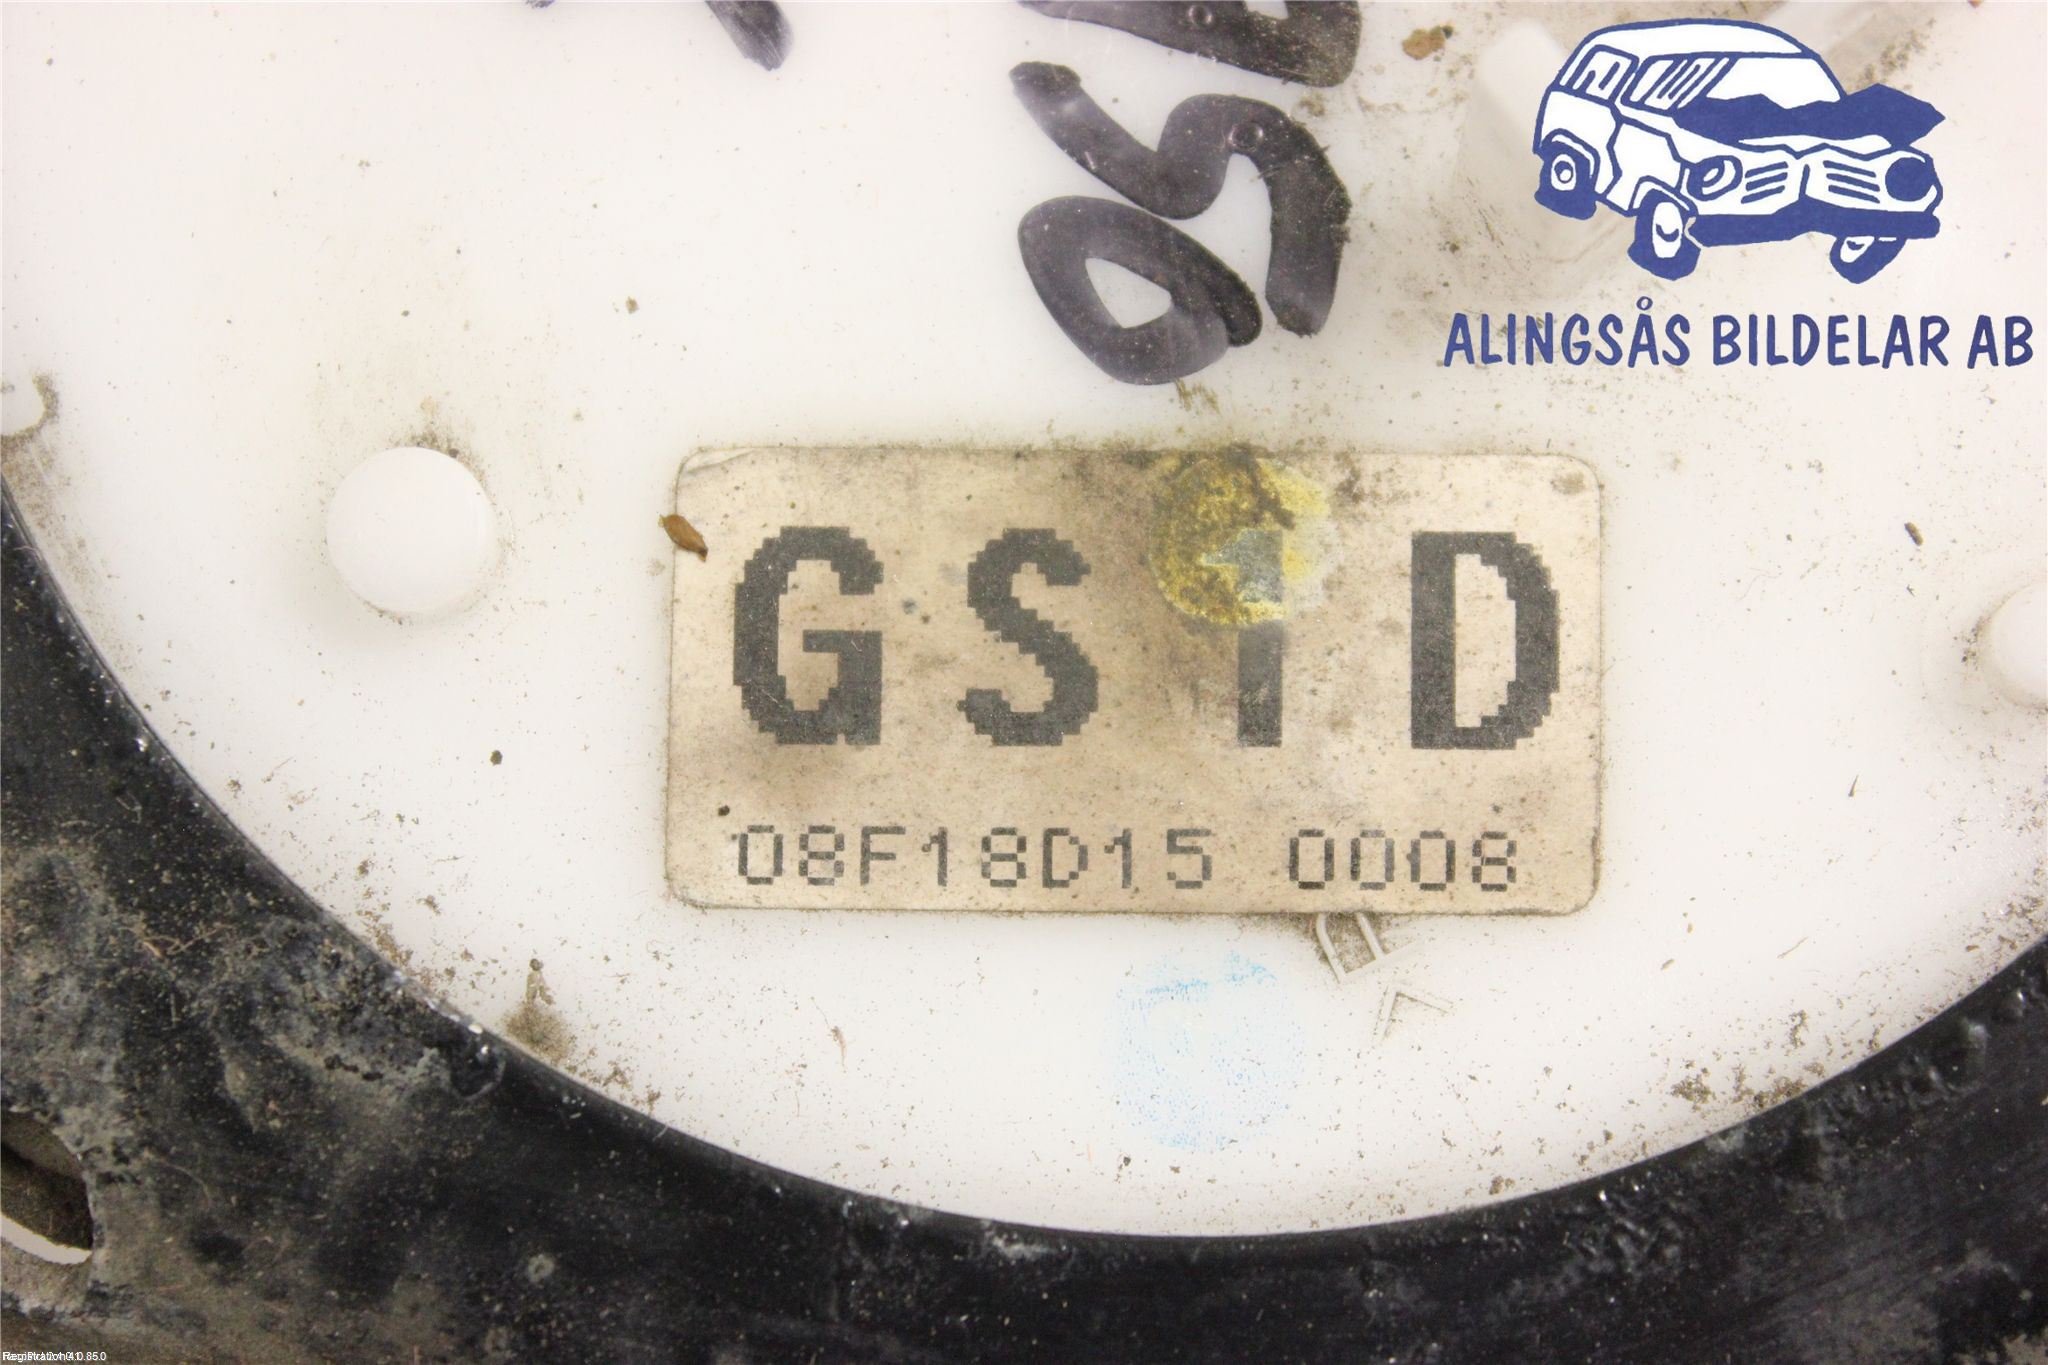 ALINGSÅS BILDELAR AB
GS1D
08F18D15 0008